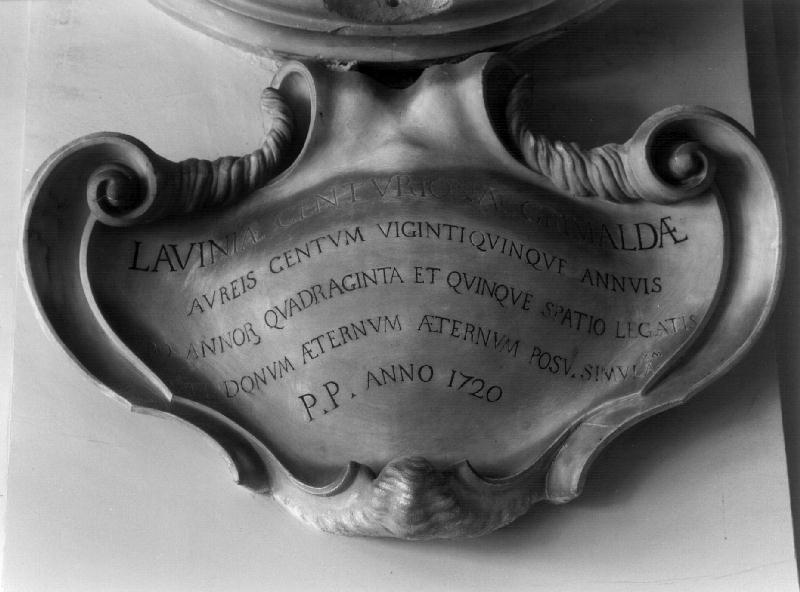 LAVINIÆ CENTVRIONÆ GRIMALDÆ
AVREIS CENTVM VIGINTIQVINQVE ANNVIS
ANNOR QVADRAGINTA ET QVINQVE SPATIO LEGATIS
DONVM ÆTERNVM ÆTERNVM POSV. SIMVLA
P.P. ANNO 1720